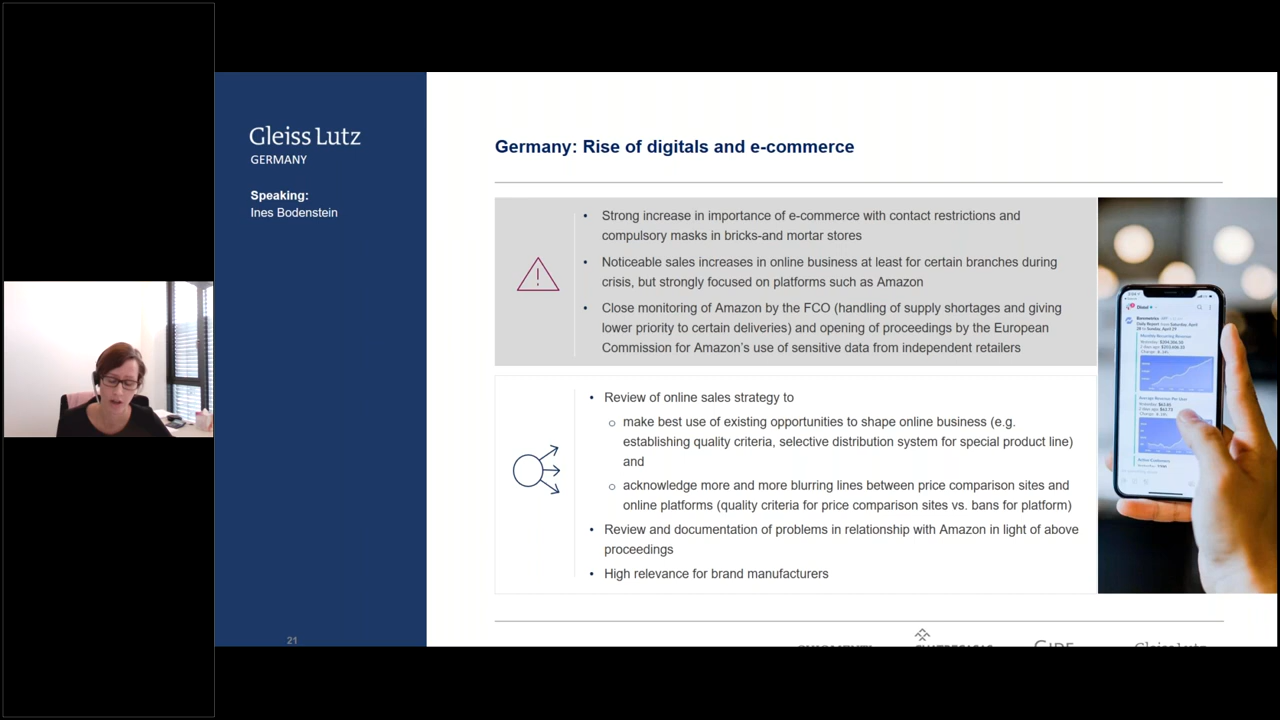 Gleiss Lutz
GERMANY
Speaking:
Ines Bodenstein
21
Germany: Rise of digitals and e-commerce
• Strong increase in importance of e-commerce with contact restrictions and
compulsory masks in bricks-and mortar stores
• Noticeable sales increases in online business at least for certain branches during
crisis, but strongly focused on platforms such as Amazon
• Close monitoring of Amazon by the FCO (handling of supply shortages and giving
lower priority to certain deliveries) and opening of proceedings by the European
Commission for Amazon's use of sensitive data from independent retailers
• Review of online sales strategy to
o make best use of existing opportunities to shape online business (e.g.
establishing quality criteria, selective distribution system for special product line)
and
o acknowledge more and more blurring lines between price comparison sites and
online platforms (quality criteria for price comparison sites vs. bans for platform)
• Review and documentation of problems in relationship with Amazon in light of above
proceedings
• High relevance for brand manufacturers
Gleiss Lutz